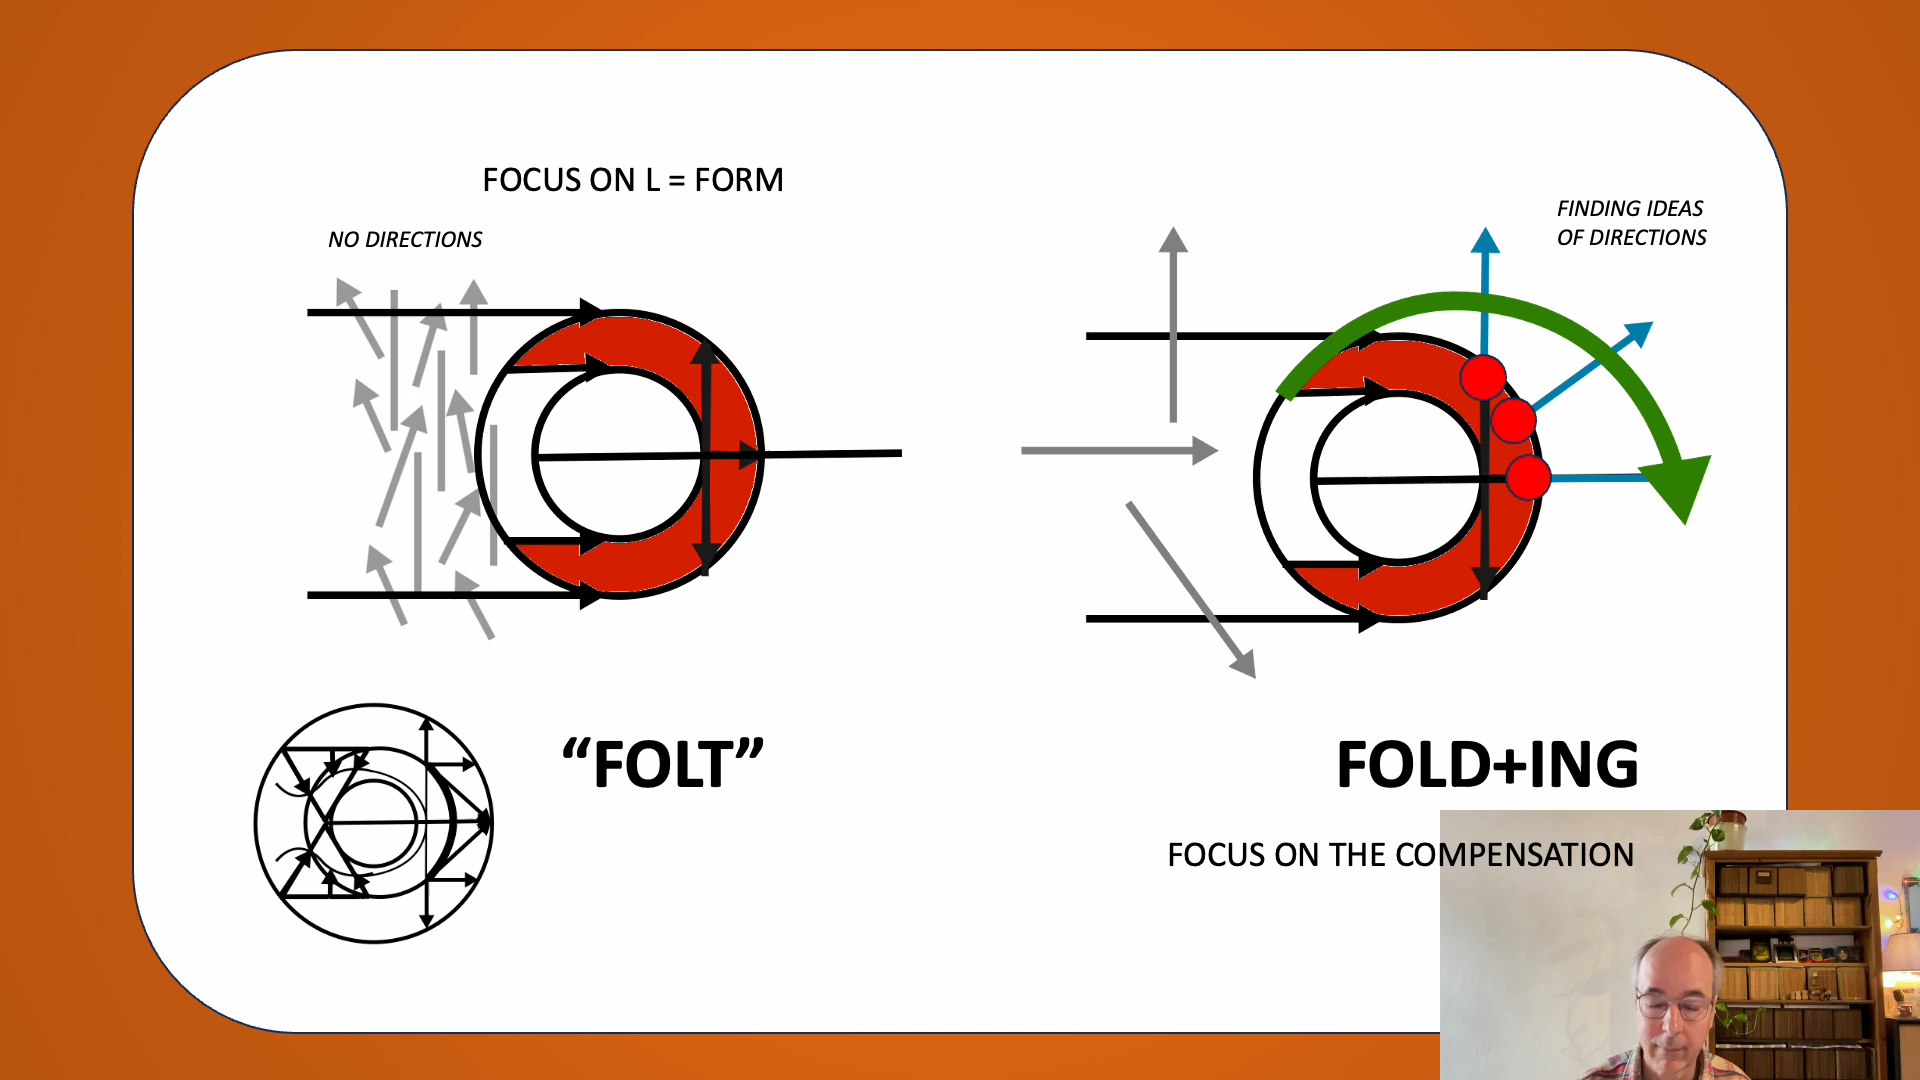 FOCUS ON L = FORM
NO DIRECTIONS
FINDING IDEAS
OF DIRECTIONS
“FOLT”
FOLD+ING
FOCUS ON THE COMPENSATION